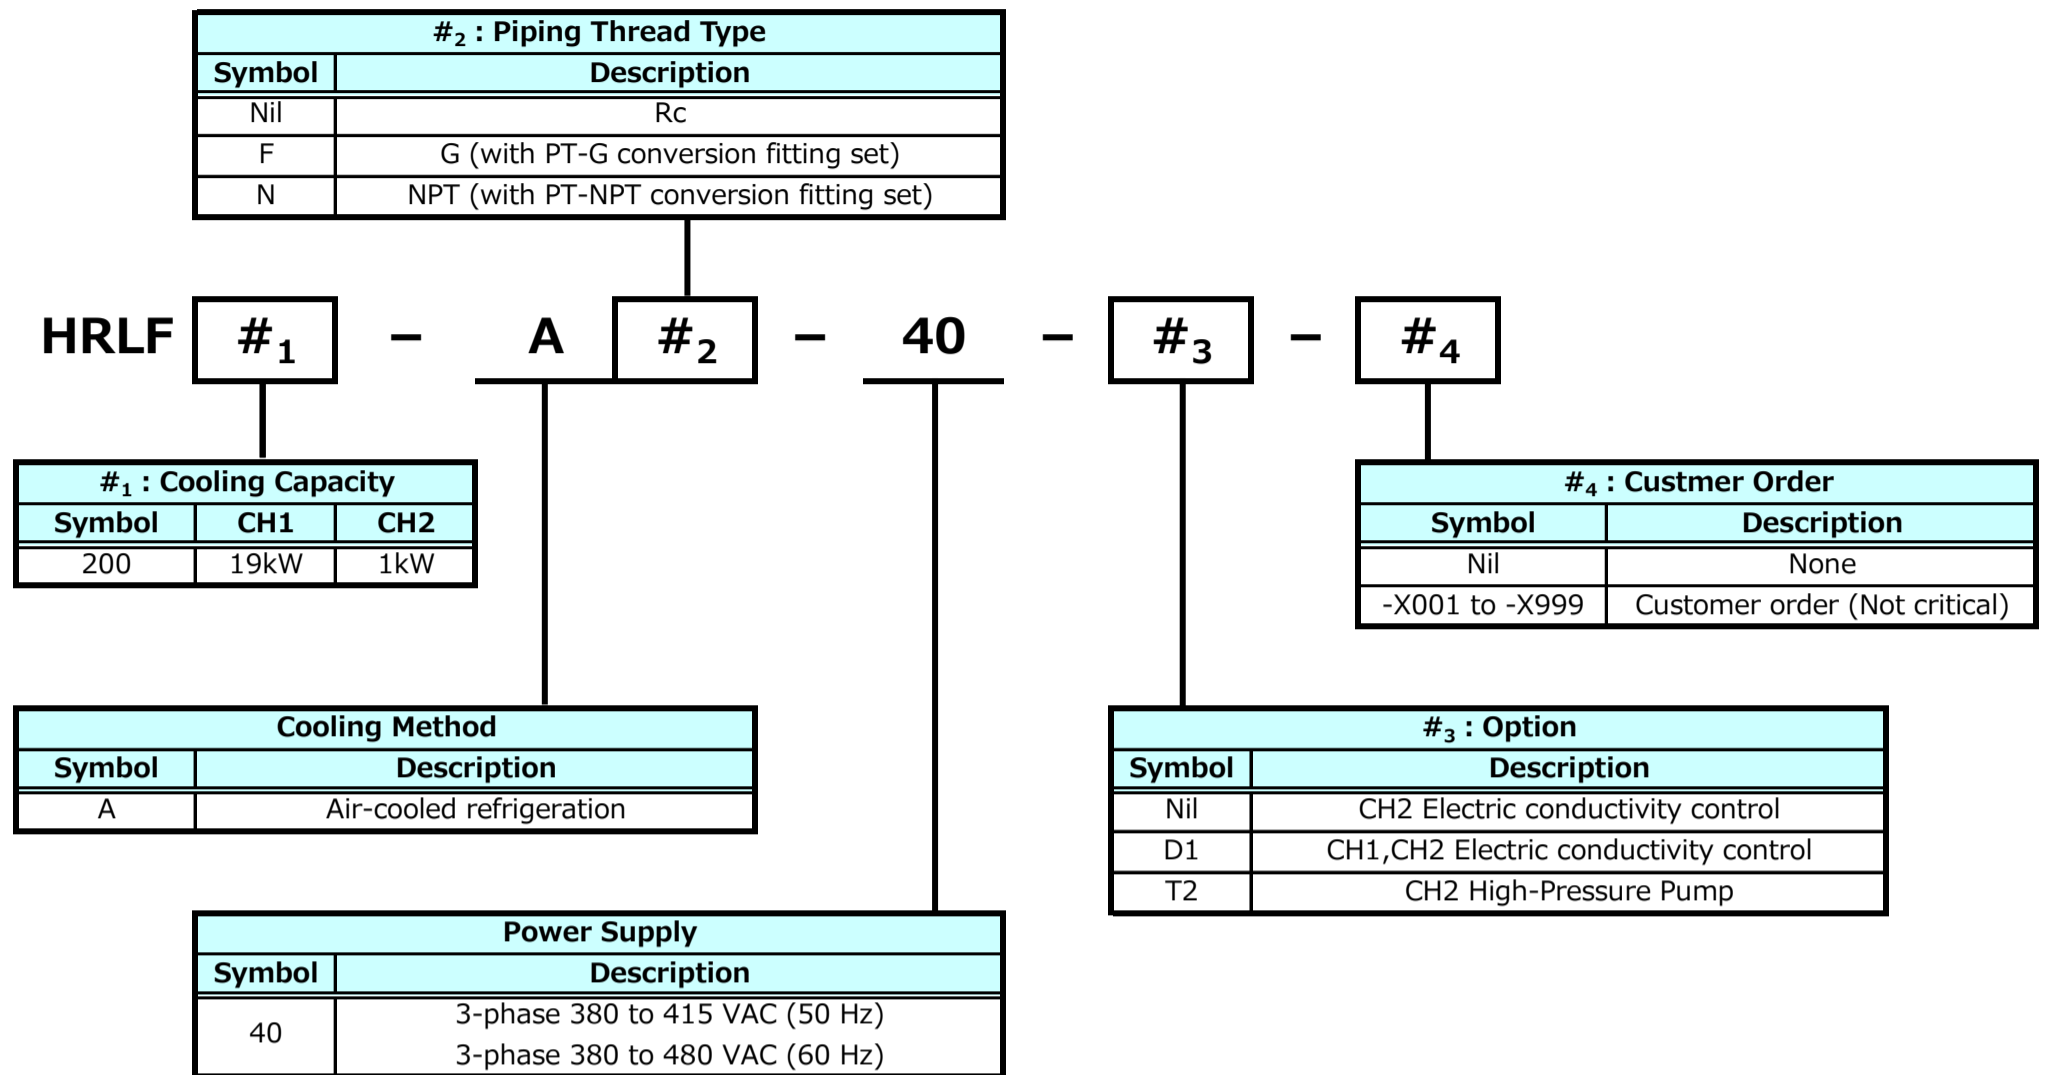 #2 : Piping Thread Type
Symbol Description
Nil Rc
F G (with PT-G conversion fitting set)
N NPT (with PT-NPT conversion fitting set)
HRLF #1 – A #2 – 40 – #3 – #4
#1 : Cooling Capacity
Symbol CH1 CH2
200 19kW 1kW
#4 : Custmer Order
Symbol Description
Nil None
-X001 to -X999 Customer order (Not critical)
Cooling Method
Symbol Description
A Air-cooled refrigeration
#3 : Option
Symbol Description
Nil CH2 Electric conductivity control
D1 CH1,CH2 Electric conductivity control
T2 CH2 High-Pressure Pump
Power Supply
Symbol Description
40 3-phase 380 to 415 VAC (50 Hz)
3-phase 380 to 480 VAC (60 Hz)